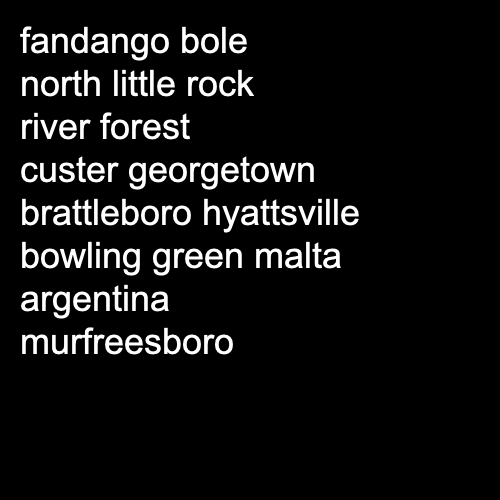 fandango bole
north little rock
river forest
custer georgetown
brattleboro hyattsville
bowling green malta
argentina
murfreesboro